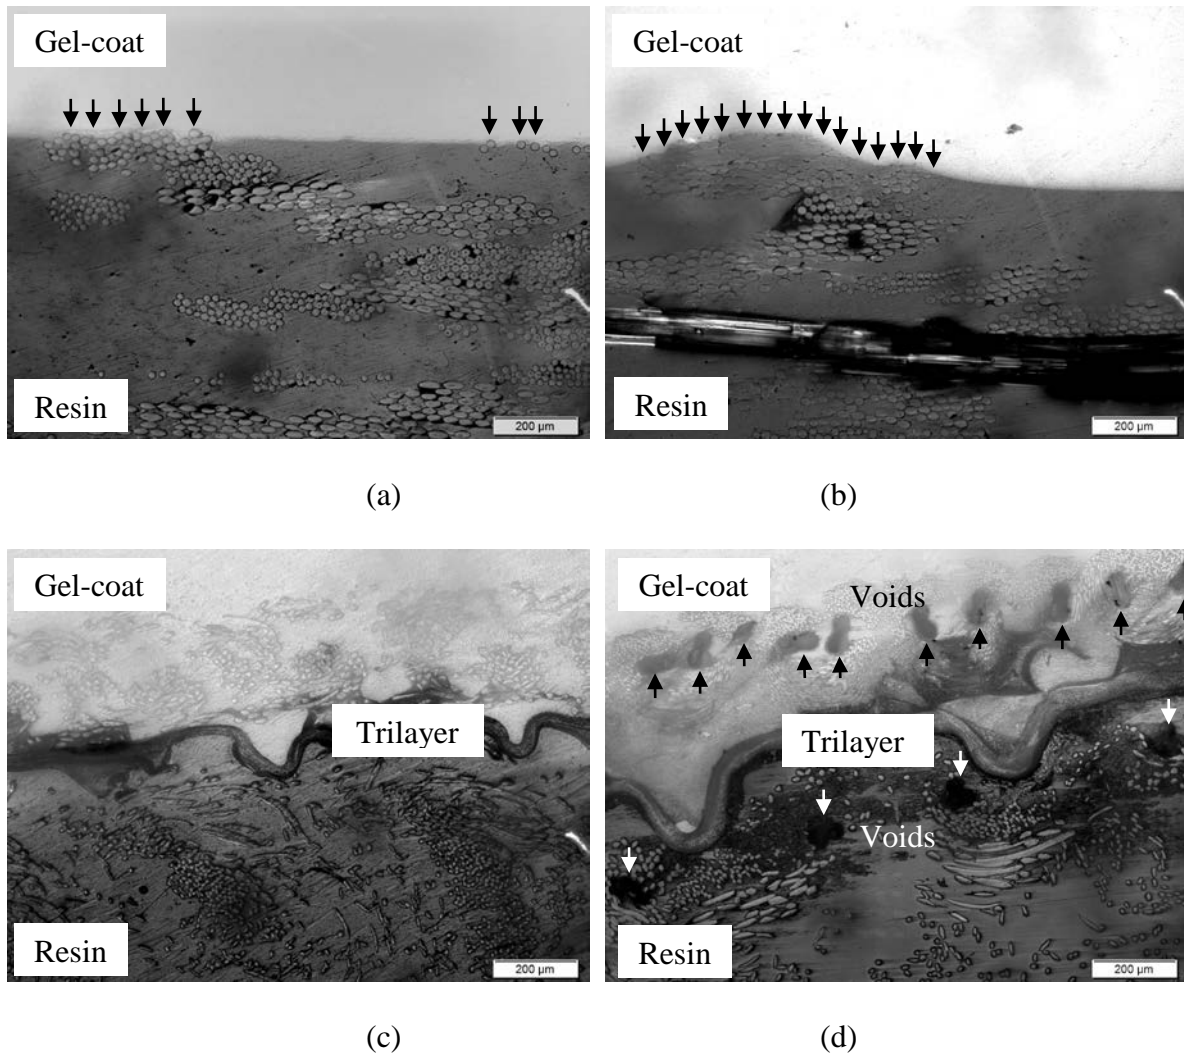 Gel-coat
Gel-coat
Resin
200 µm
Resin
200 µm
(a)
(b)
Gel-coat
Gel-coat
Voids
Trilayer
Trilayer
Voids
Resin
200 µm
Resin
200 µm
(c)
(d)